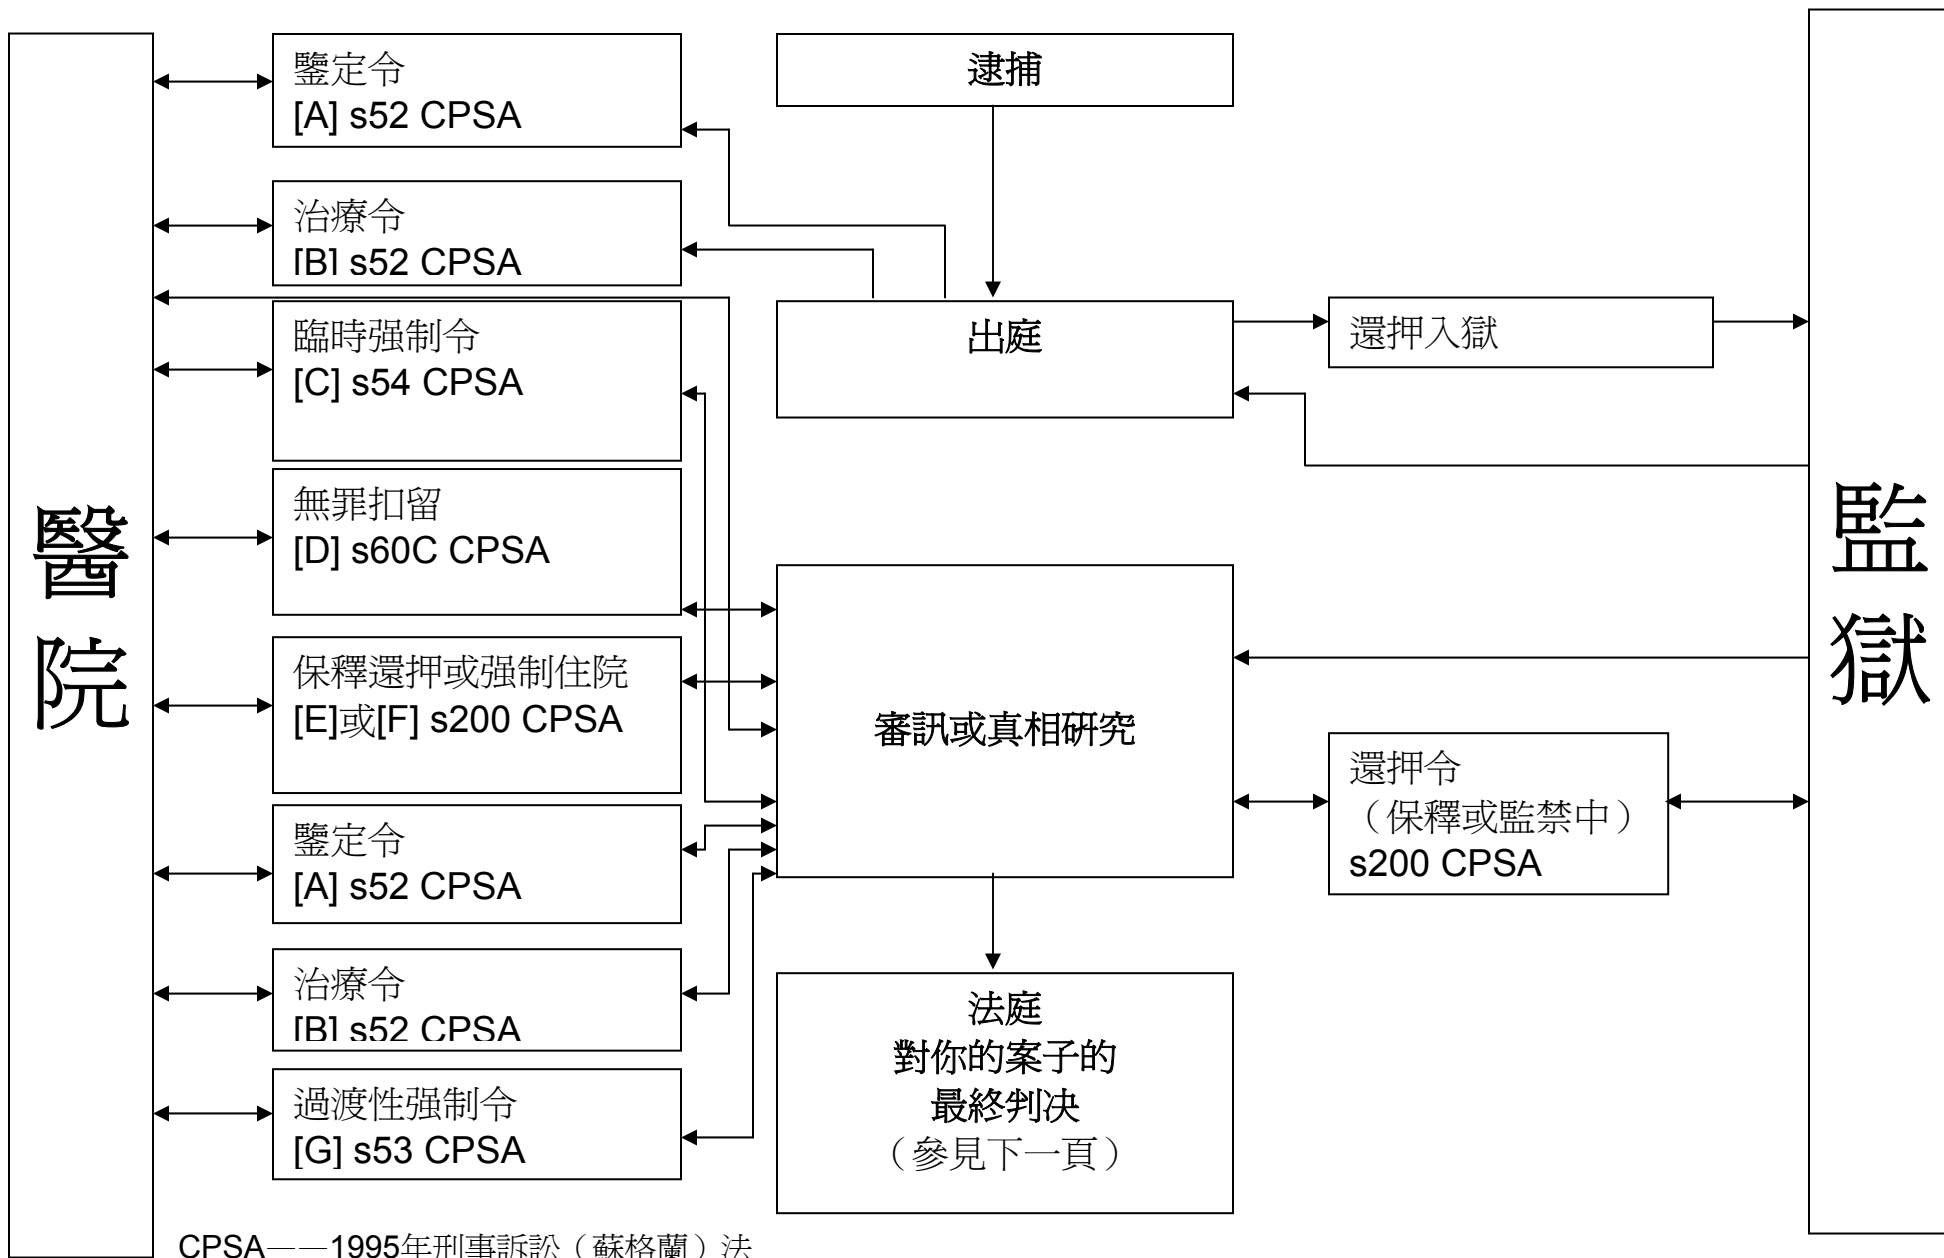 醫
院
鑒定令
[A] s52 CPSA
治療令
[B] s52 CPSA
臨時强制令
[C] s54 CPSA
無罪扣留
[D] s60C CPSA
保釋還押或强制住院
[E]或[F] s200 CPSA
鑒定令
[A] s52 CPSA
治療令
[B] s52 CPSA
過渡性强制令
[G] s53 CPSA
逮捕
出庭
審訊或真相研究
法庭
對你的案子的
最終判决
（參見下一頁）
還押入獄
還押令
（保釋或監禁中）
s200 CPSA
監
獄
CPSA——1995年刑事訴訟（蘇格蘭）法